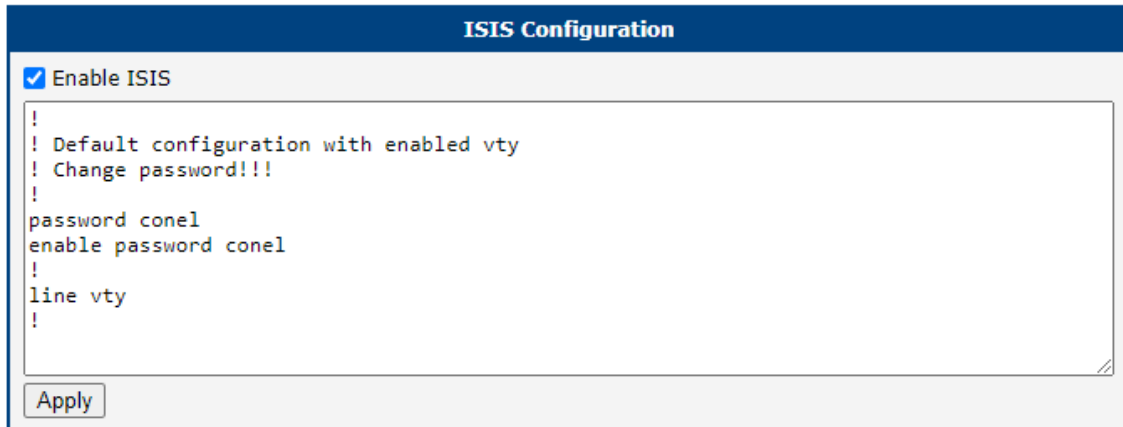 ISIS Configuration
Enable ISIS
!
! Default configuration with enabled vty
! Change password!!!
!
password conel
enable password conel
!
line vty
!
Apply